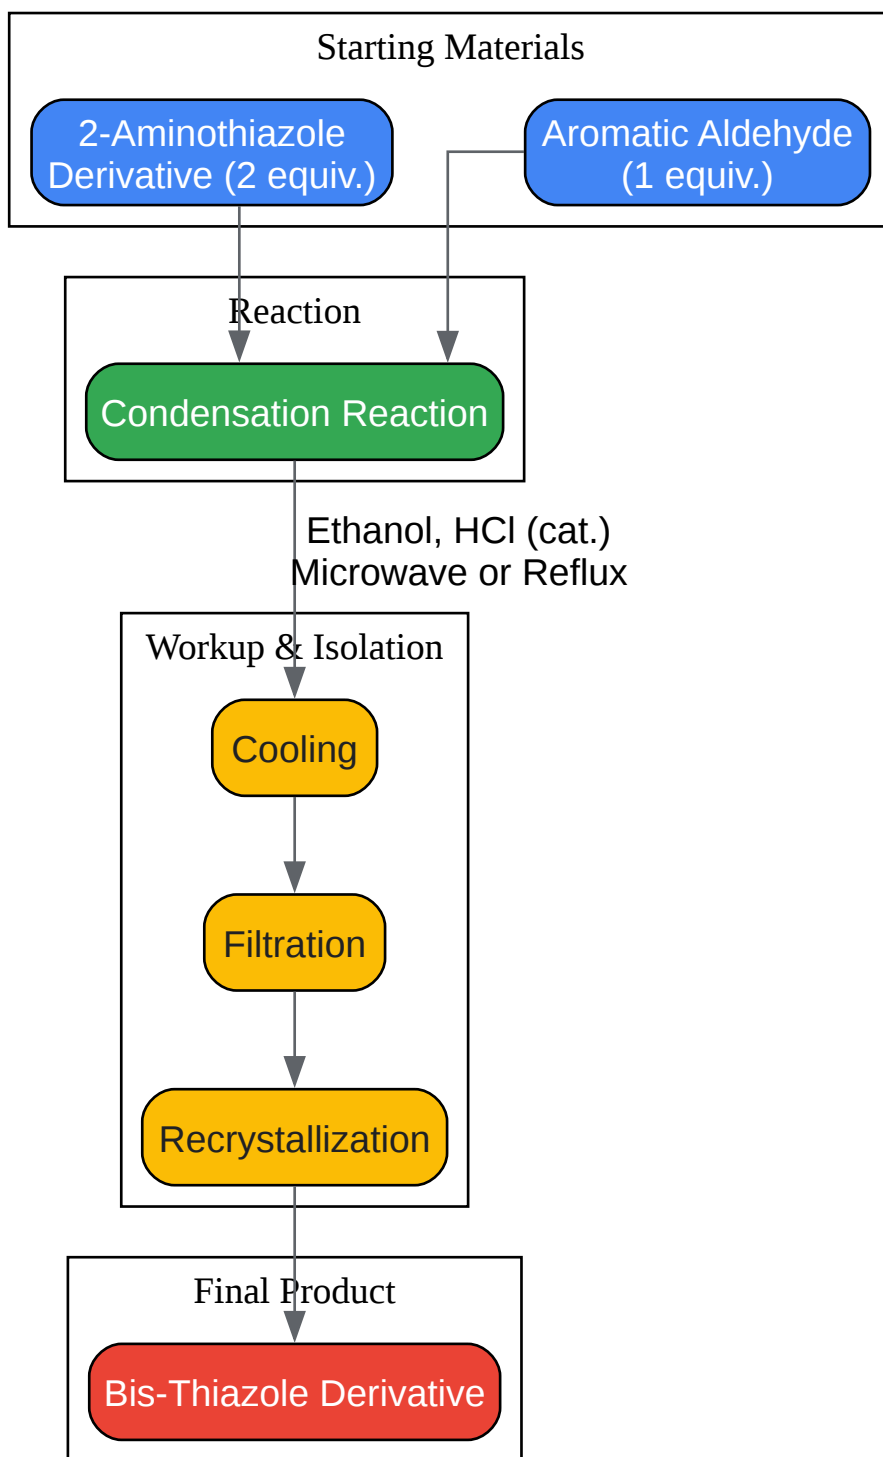 Starting Materials
2-Aminothiazole
Derivative (2 equiv.)
Aromatic Aldehyde
(1 equiv.)
Reaction
Condensation Reaction
Ethanol, HCl (cat.)
Microwave or Reflux
Workup & Isolation
Cooling
Filtration
Recrystallization
Final Product
Bis-Thiazole Derivative